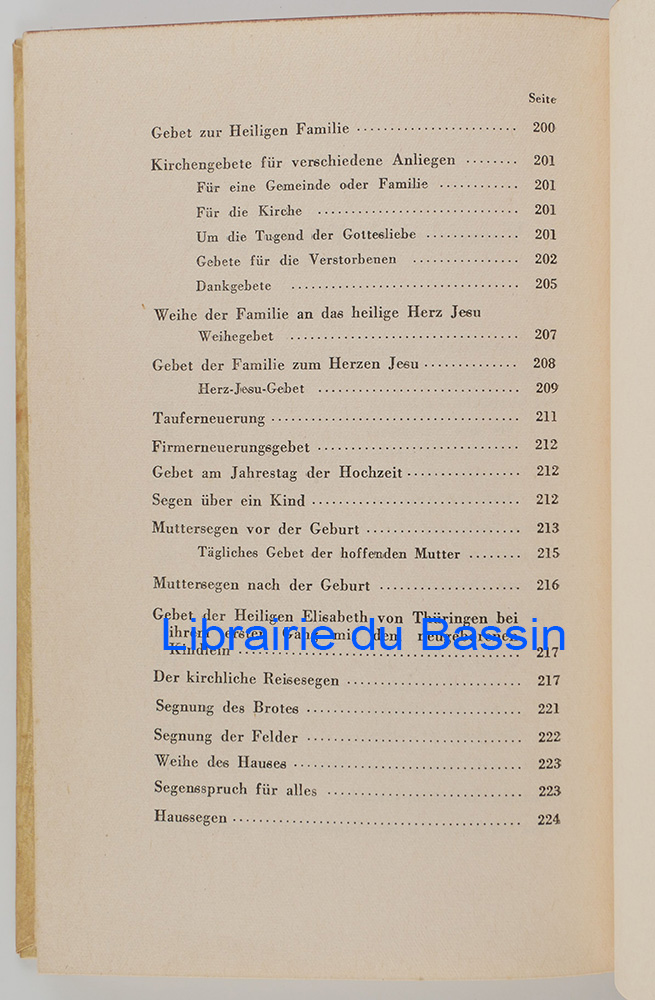 Seite
Gebet zur Heiligen Familie ........................ 200
Kirchengebete für verschiedene Anliegen ........ 201
Für eine Gemeinde oder Familie ............ 201
Für die Kirche .............................. 201
Um die Tugend der Gottesliebe .............. 201
Gebete für die Verstorbenen ................ 202
Dankgebete .................................. 205
Weihe der Familie an das heilige Herz Jesu
Weihegebet .................................. 207
Gebet der Familie zum Herzen Jesu .............. 208
Herz-Jesu-Gebet .............................. 209
Tauferneuerung ...................................... 211
Firmerneuerungsgebet ................................ 212
Gebet am Jahrestag der Hochzeit ................. 212
Segen über ein Kind ............................... 212
Muttersegen vor der Geburt ....................... 213
Tägliches Gebet der hoffenden Mutter ........ 215
Muttersegen nach der Geburt ..................... 216
Gebet der Heiligen Elisabeth von Thüringen bei
ihrem ersten Gang mit dem neugeborenen
Kindlein ........................................... 217
Librairie du Bassin
Der kirchliche Reisesegen .......................... 217
Segnung des Brotes ................................ 221
Segnung der Felder ................................ 222
Weihe des Hauses .................................. 223
Segensspruch für alles ............................. 223
Haussegen ........................................... 224